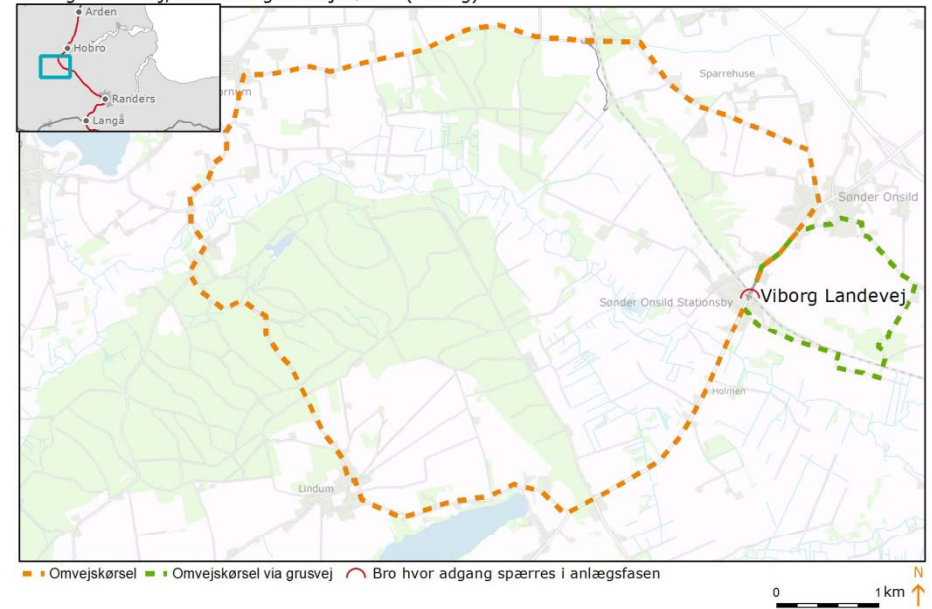 Arden
Hobro
Randers
Langå
Sparrehuse
Sønder Onsild
Sønder Onsild Stationsby
Viborg Landevej
Holmen
Lindum
Omvejskørsel
Omvejskørsel via grusvej
Bro hvor adgang spærres i anlægsfasen
N
0 1 km